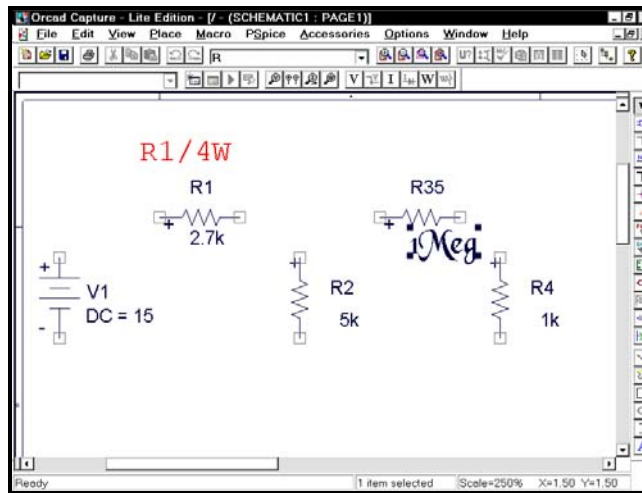 Orcad Capture - Lite Edition - [/ - (SCHEMATIC1 : PAGE1)]
File Edit View Place Macro PSpice Accessories Options Window Help
R
V I W
R1/4W
R1
2.7k
R35
1Meg
+
V1
DC = 15
-
R2
5k
R4
1k
Ready
1 item selected
Scale=250%
X=1.50 Y=1.50